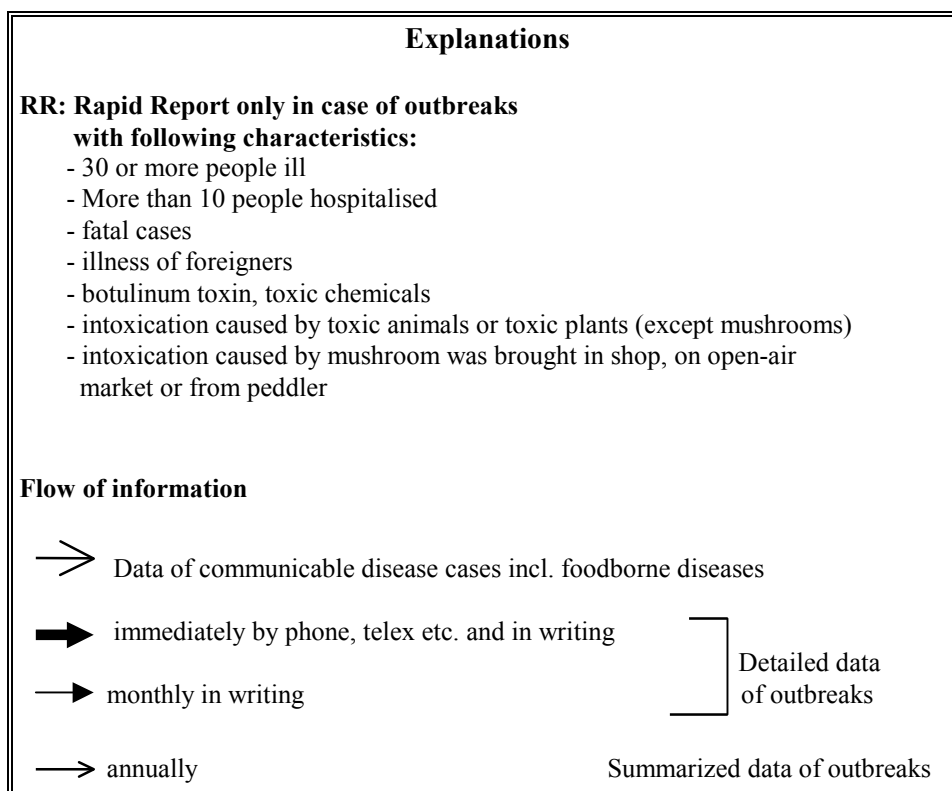 Explanations
RR: Rapid Report only in case of outbreaks
with following characteristics:
- 30 or more people ill
- More than 10 people hospitalised
- fatal cases
- illness of foreigners
- botulinum toxin, toxic chemicals
- intoxication caused by toxic animals or toxic plants (except mushrooms)
- intoxication caused by mushroom was brought in shop, on open-air
market or from peddler
Flow of information
Data of communicable disease cases incl. foodborne diseases
immediately by phone, telex etc. and in writing
Detailed data
of outbreaks
monthly in writing
annually
Summarized data of outbreaks